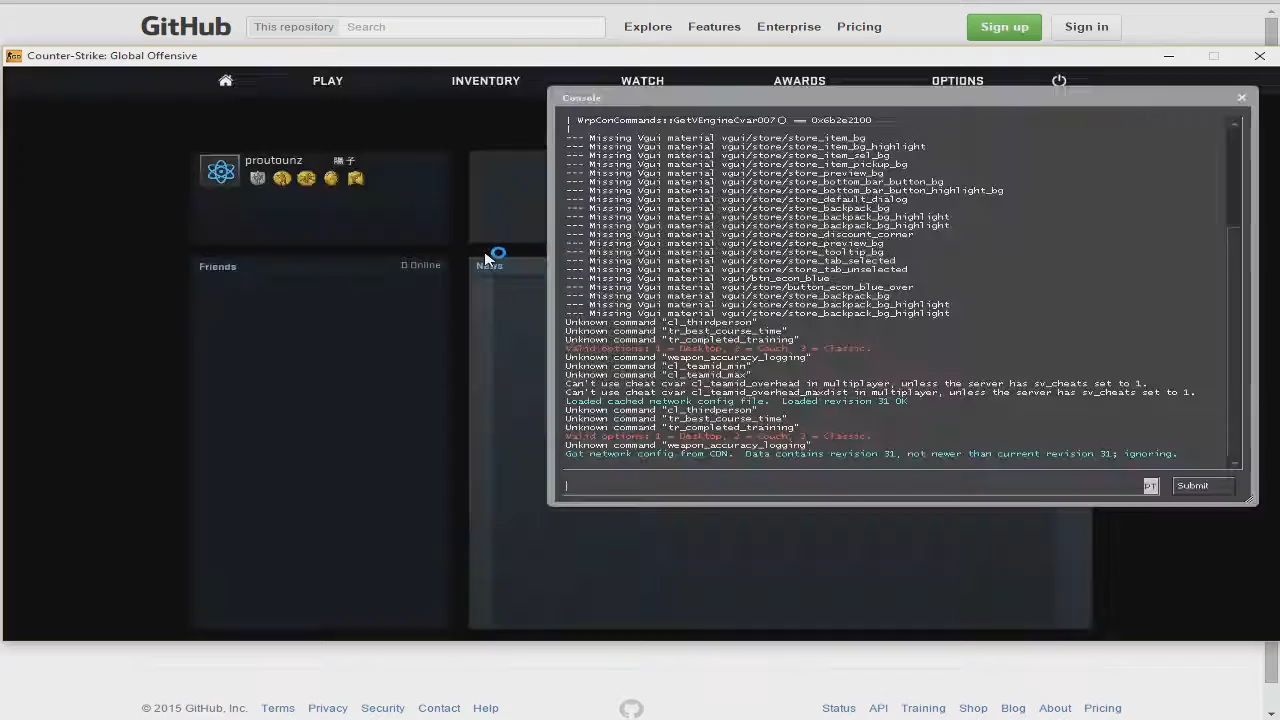 GitHub
This repository
Search
Explore
Features
Enterprise
Pricing
Sign up
Sign in
Counter-Strike: Global Offensive
PLAY
INVENTORY
WATCH
AWARDS
OPTIONS
proutounz
Friends
0 Online
News
Console
| WrpConCommands::GetVEngineCvar007() == 0x6b2e2100
|
--- Missing Vgui material vgui/store/store_item_bg
--- Missing Vgui material vgui/store/store_item_bg_highlight
--- Missing Vgui material vgui/store/store_item_sel_bg
--- Missing Vgui material vgui/store/store_item_pickup_bg
--- Missing Vgui material vgui/store/store_preview_bg
--- Missing Vgui material vgui/store/store_bottom_bar_button_bg
--- Missing Vgui material vgui/store/store_bottom_bar_button_highlight_bg
--- Missing Vgui material vgui/store/store_default_dialog
--- Missing Vgui material vgui/store/store_backpack_bg
--- Missing Vgui material vgui/store/store_backpack_bg_highlight
--- Missing Vgui material vgui/store/store_backpack_bg_highlight
--- Missing Vgui material vgui/store/store_discount_corner
--- Missing Vgui material vgui/store/store_preview_bg
--- Missing Vgui material vgui/store/store_tooltip_bg
--- Missing Vgui material vgui/store/store_tab_selected
--- Missing Vgui material vgui/store/store_tab_unselected
--- Missing Vgui material vgui/btn_econ_blue
--- Missing Vgui material vgui/store/button_econ_blue_over
--- Missing Vgui material vgui/store/store_backpack_bg
--- Missing Vgui material vgui/store/store_backpack_bg_highlight
--- Missing Vgui material vgui/store/store_backpack_bg_highlight
Unknown command "cl_thirdperson"
Unknown command "tr_best_course_time"
Unknown command "tr_completed_training"
Valid options: 1 = Desktop, 2 = Couch, 3 = Classic.
Unknown command "weapon_accuracy_logging"
Unknown command "cl_teamid_min"
Unknown command "cl_teamid_max"
Can't use cheat cvar cl_teamid_overhead in multiplayer, unless the server has sv_cheats set to 1.
Can't use cheat cvar cl_teamid_overhead_maxdist in multiplayer, unless the server has sv_cheats set to 1.
Loaded cached network config file.  Loaded revision 31 OK
Unknown command "cl_thirdperson"
Unknown command "tr_best_course_time"
Unknown command "tr_completed_training"
Valid options: 1 = Desktop, 2 = Couch, 3 = Classic.
Unknown command "weapon_accuracy_logging"
Got network config from CDN.  Data contains revision 31, not newer than current revision 31; ignoring.
PT
Submit
© 2015 GitHub, Inc.
Terms
Privacy
Security
Contact
Help
Status
API
Training
Shop
Blog
About
Pricing